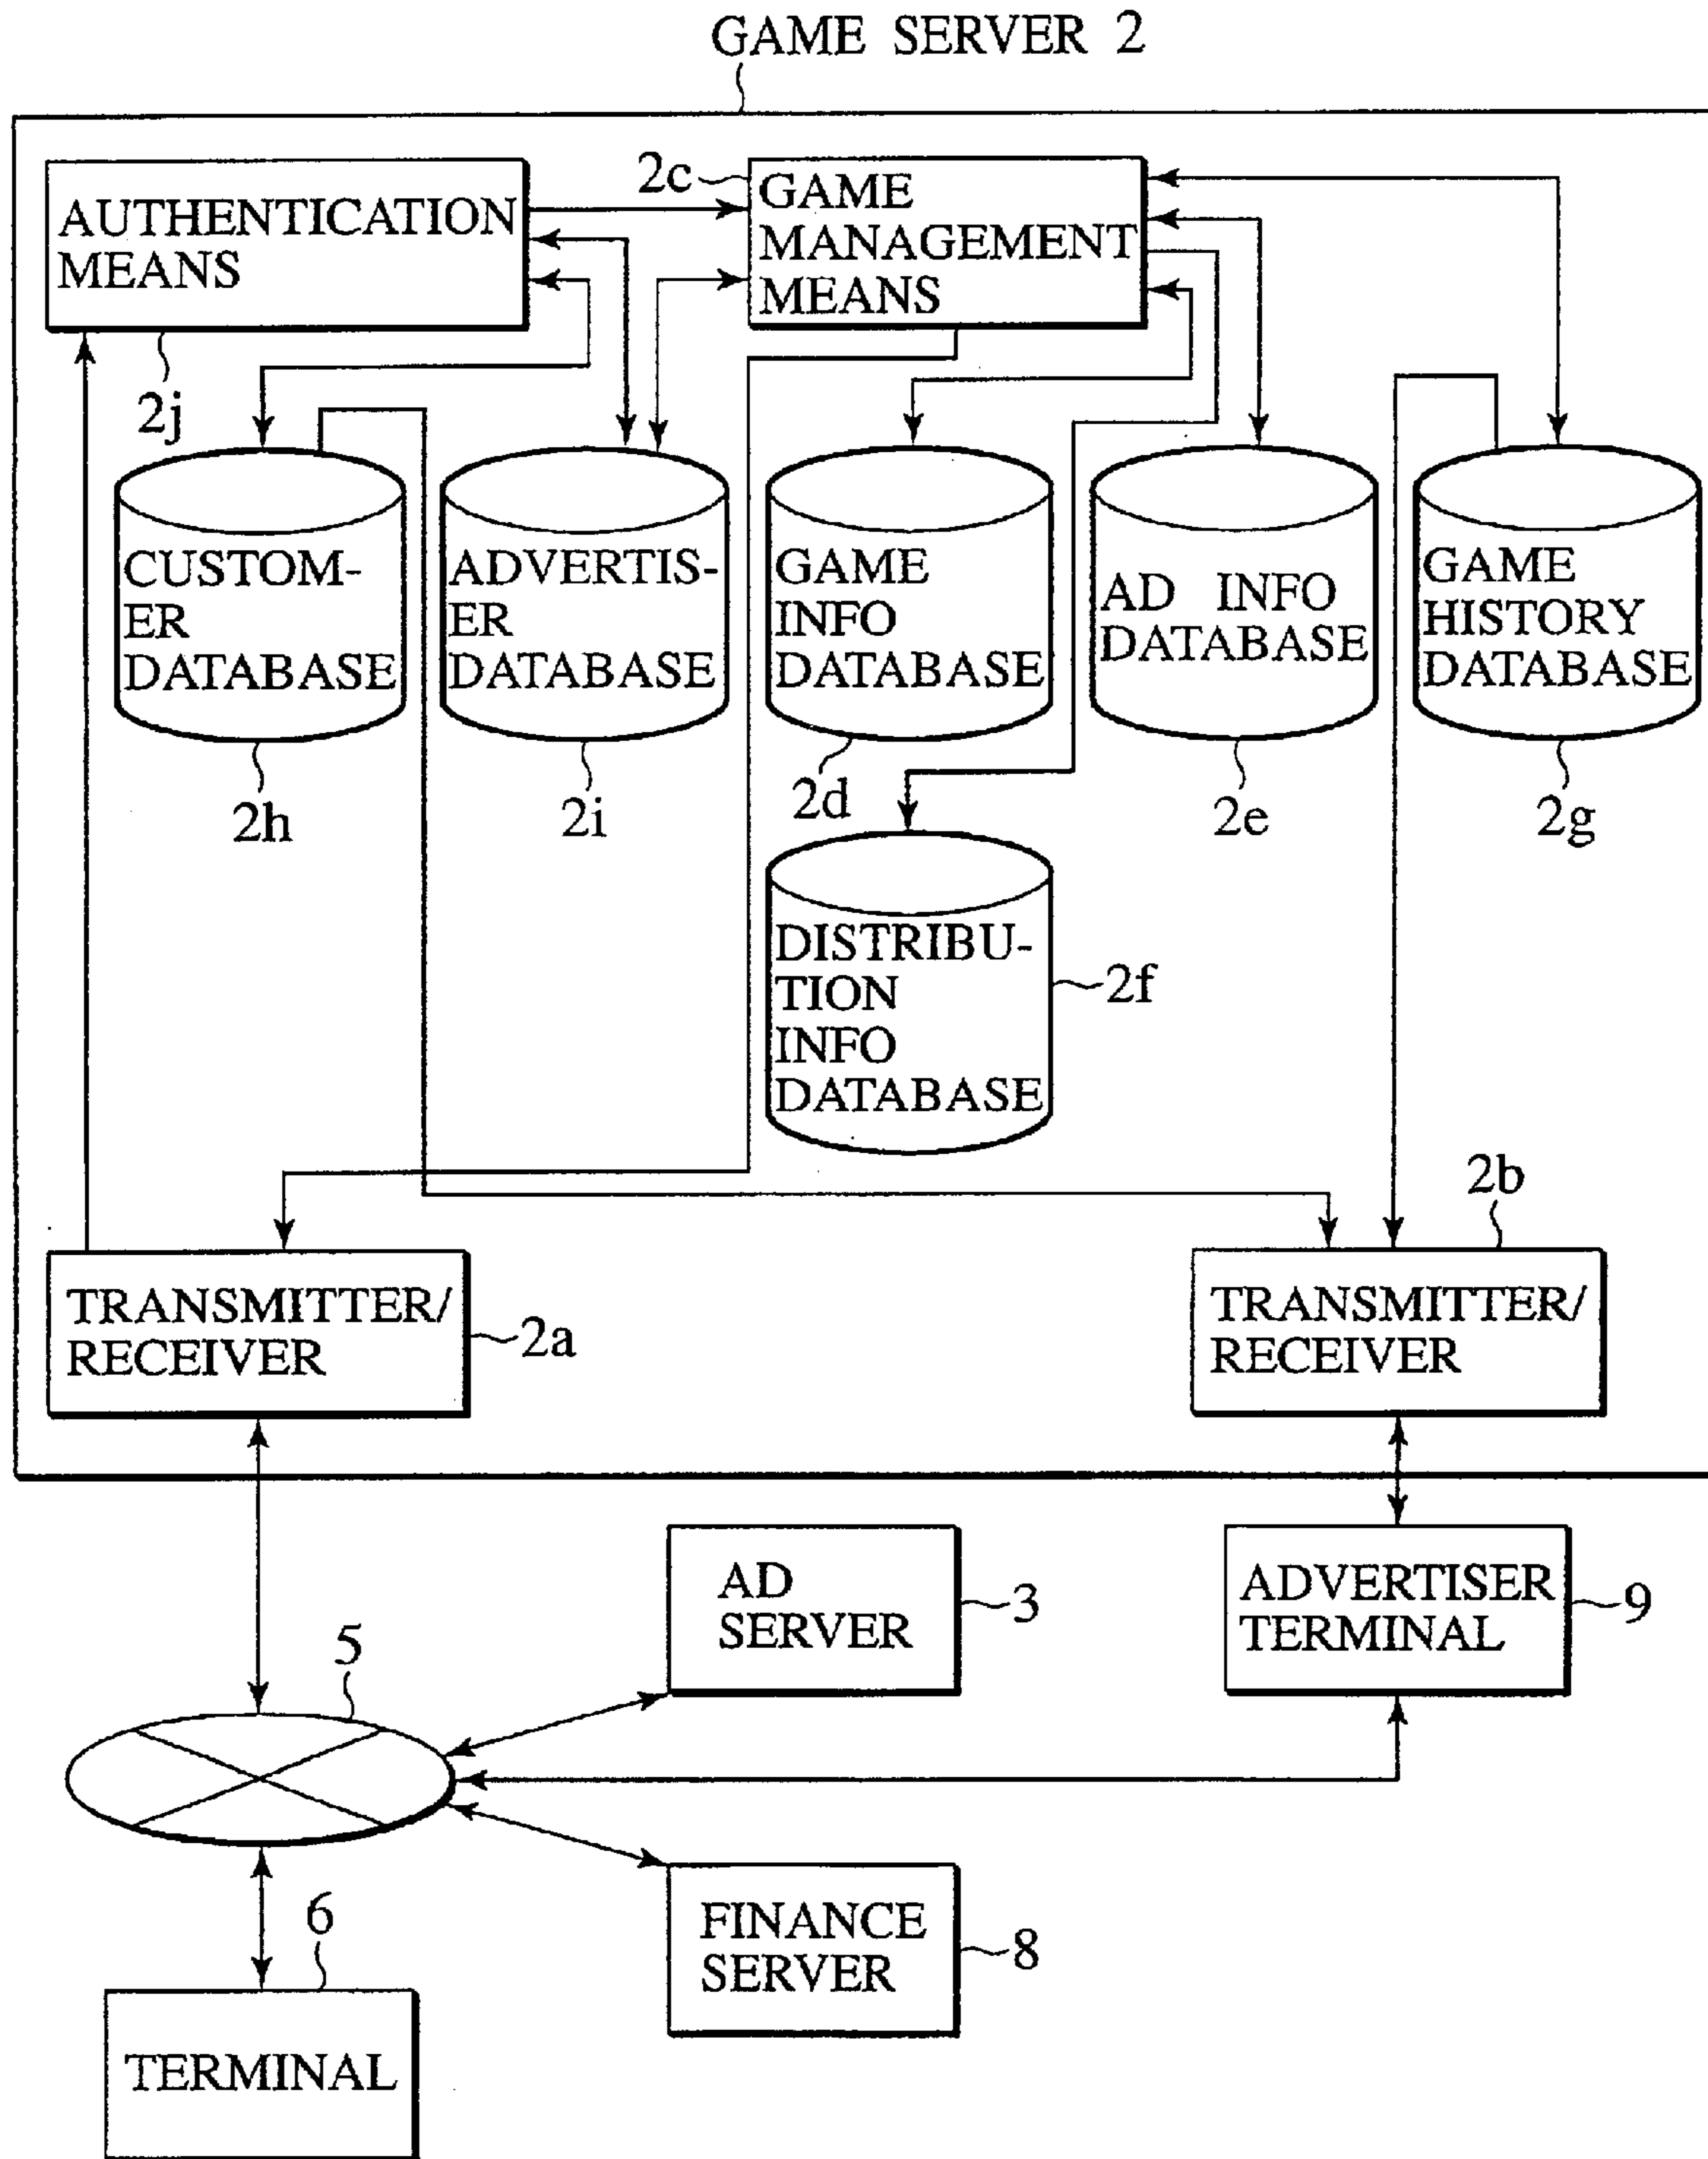 GAME SERVER 2
AUTHENTICATION
MEANS
2j
2c
GAME
MANAGEMENT
MEANS
CUSTOM-
ER
DATABASE
2h
ADVERTIS-
ER
DATABASE
2i
GAME
INFO
DATABASE
2d
AD INFO
DATABASE
2e
GAME
HISTORY
DATABASE
2g
DISTRIBU-
TION
INFO
DATABASE
2f
TRANSMITTER/
RECEIVER
2a
2b
TRANSMITTER/
RECEIVER
AD
SERVER
3
ADVERTISER
TERMINAL
9
5
FINANCE
SERVER
8
6
TERMINAL